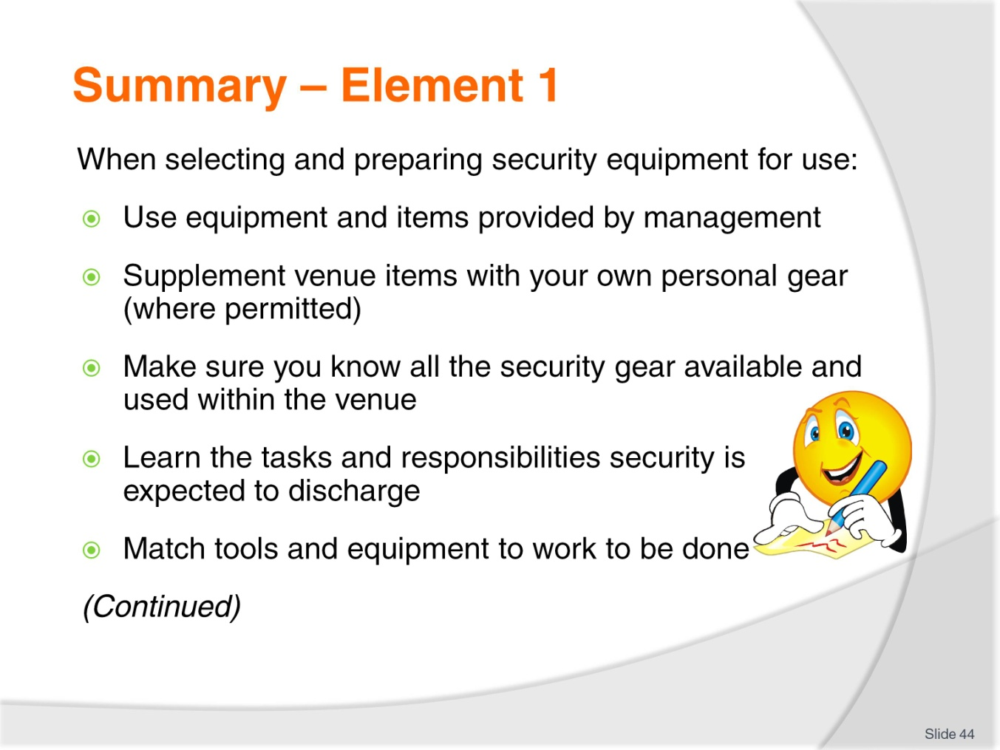 Summary – Element 1
When selecting and preparing security equipment for use:
Use equipment and items provided by management
Supplement venue items with your own personal gear
(where permitted)
Make sure you know all the security gear available and
used within the venue
Learn the tasks and responsibilities security is
expected to discharge
Match tools and equipment to work to be done
(Continued)
Slide 44